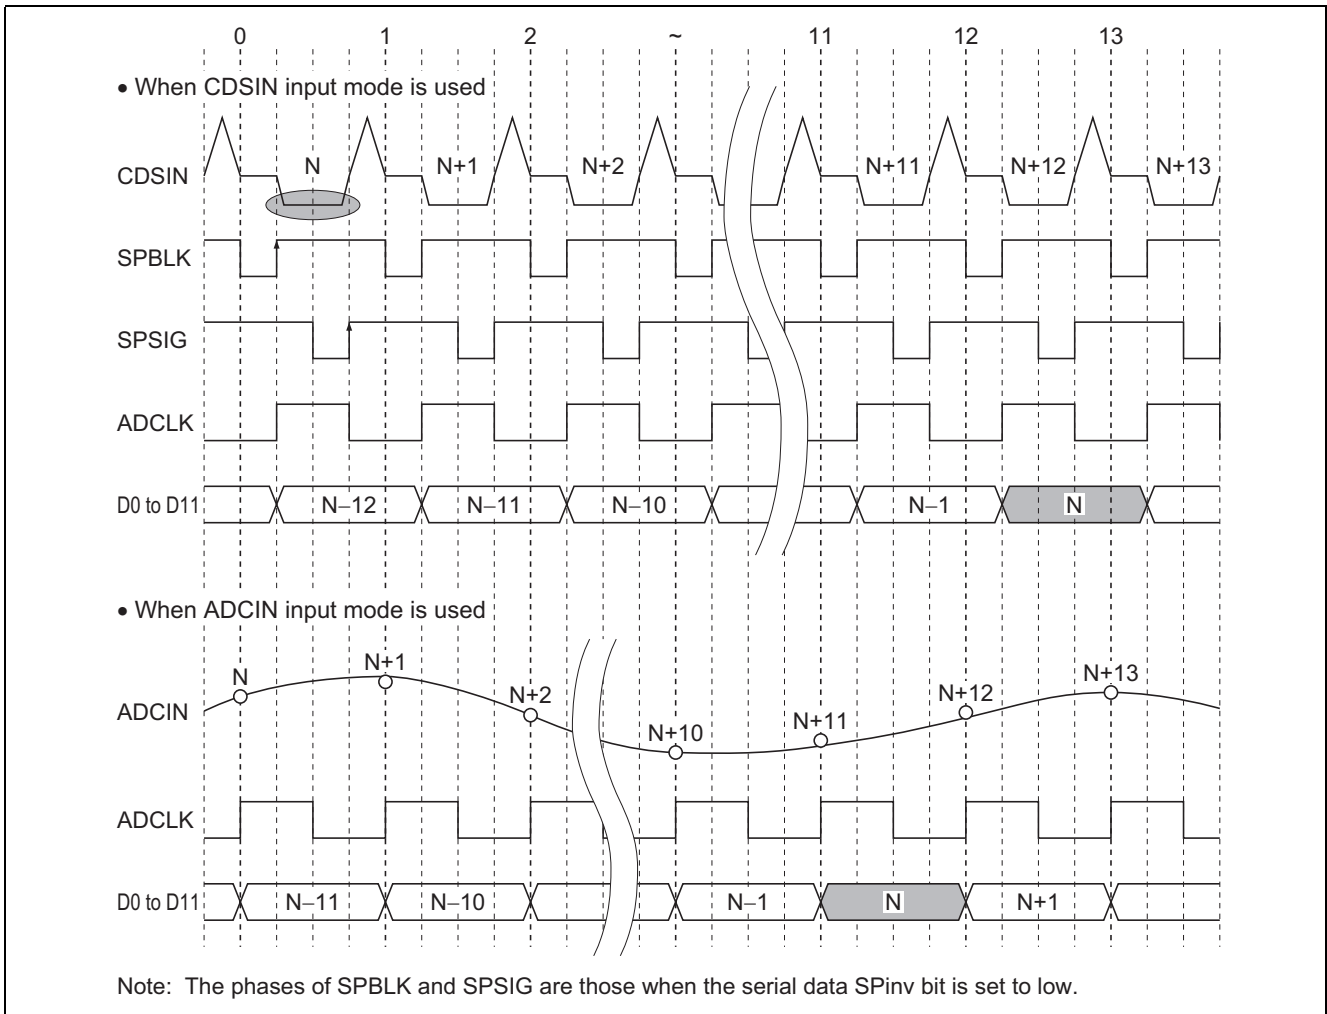 0 1 2 ~ 11 12 13
• When CDSIN input mode is used
CDSIN N N+1 N+2 N+11 N+12 N+13
SPBLK
SPSIG
ADCLK
D0 to D11 N–12 N–11 N–10 N–1 N
• When ADCIN input mode is used
ADCIN N N+1 N+2 N+10 N+11 N+12 N+13
ADCLK
D0 to D11 N–11 N–10 N–1 N N+1
Note: The phases of SPBLK and SPSIG are those when the serial data SPinv bit is set to low.